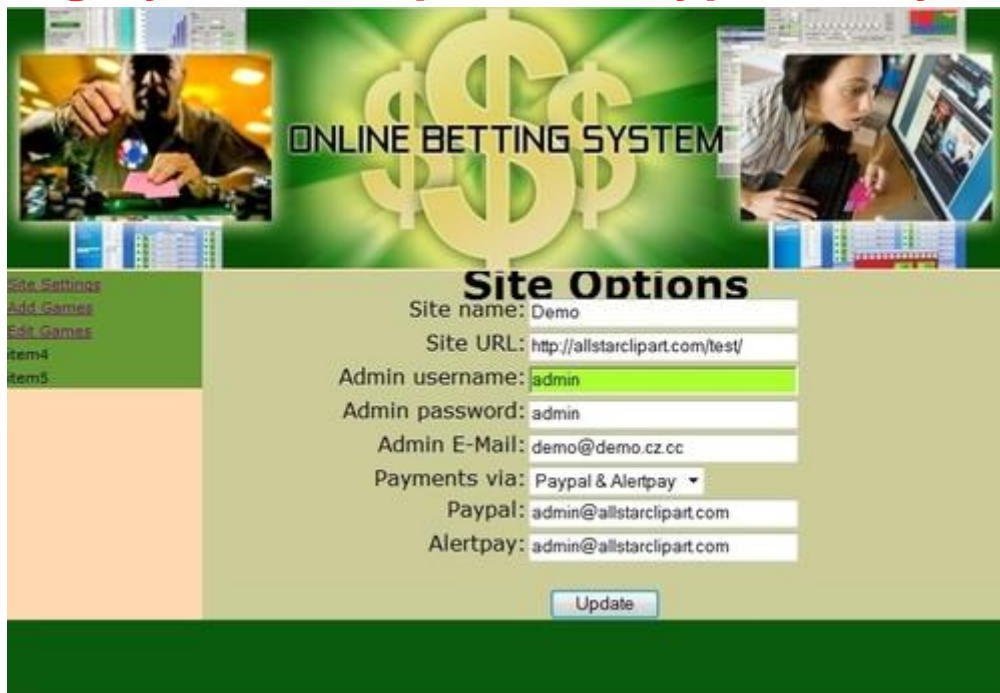 ONLINE BETTING SYSTEM
Site Settings
Add Games
Edit Games
tem4
tem5
Site Options
Site name: Demo
Site URL: http://allstarclipart.com/test/
Admin username: admin
Admin password: admin
Admin E-Mail: demo@demo.cz.cc
Payments via: Paypal & Alertpay
Paypal: admin@allstarclipart.com
Alertpay: admin@allstarclipart.com
Update